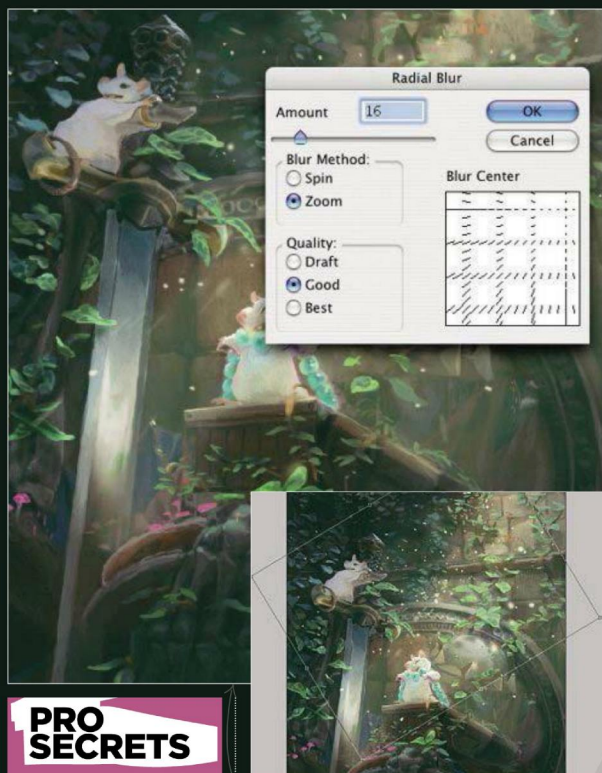 Radial Blur
Amount 16
OK
Cancel
Blur Method:
Spin
Zoom
Blur Center
Quality:
Draft
Good
Best
PRO
SECRETS